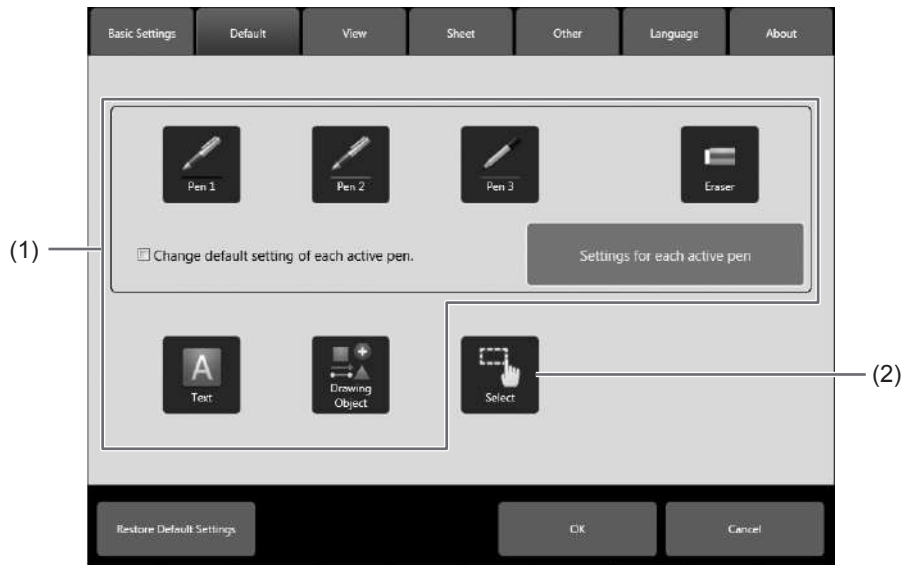 Basic Settings
Default
View
Sheet
Other
Language
About
Pen 1
Pen 2
Pen 3
Eraser
(1)
Change default setting of each active pen.
Settings for each active pen
A
Text
Drawing
Object
Select
(2)
Restore Default Settings
OK
Cancel